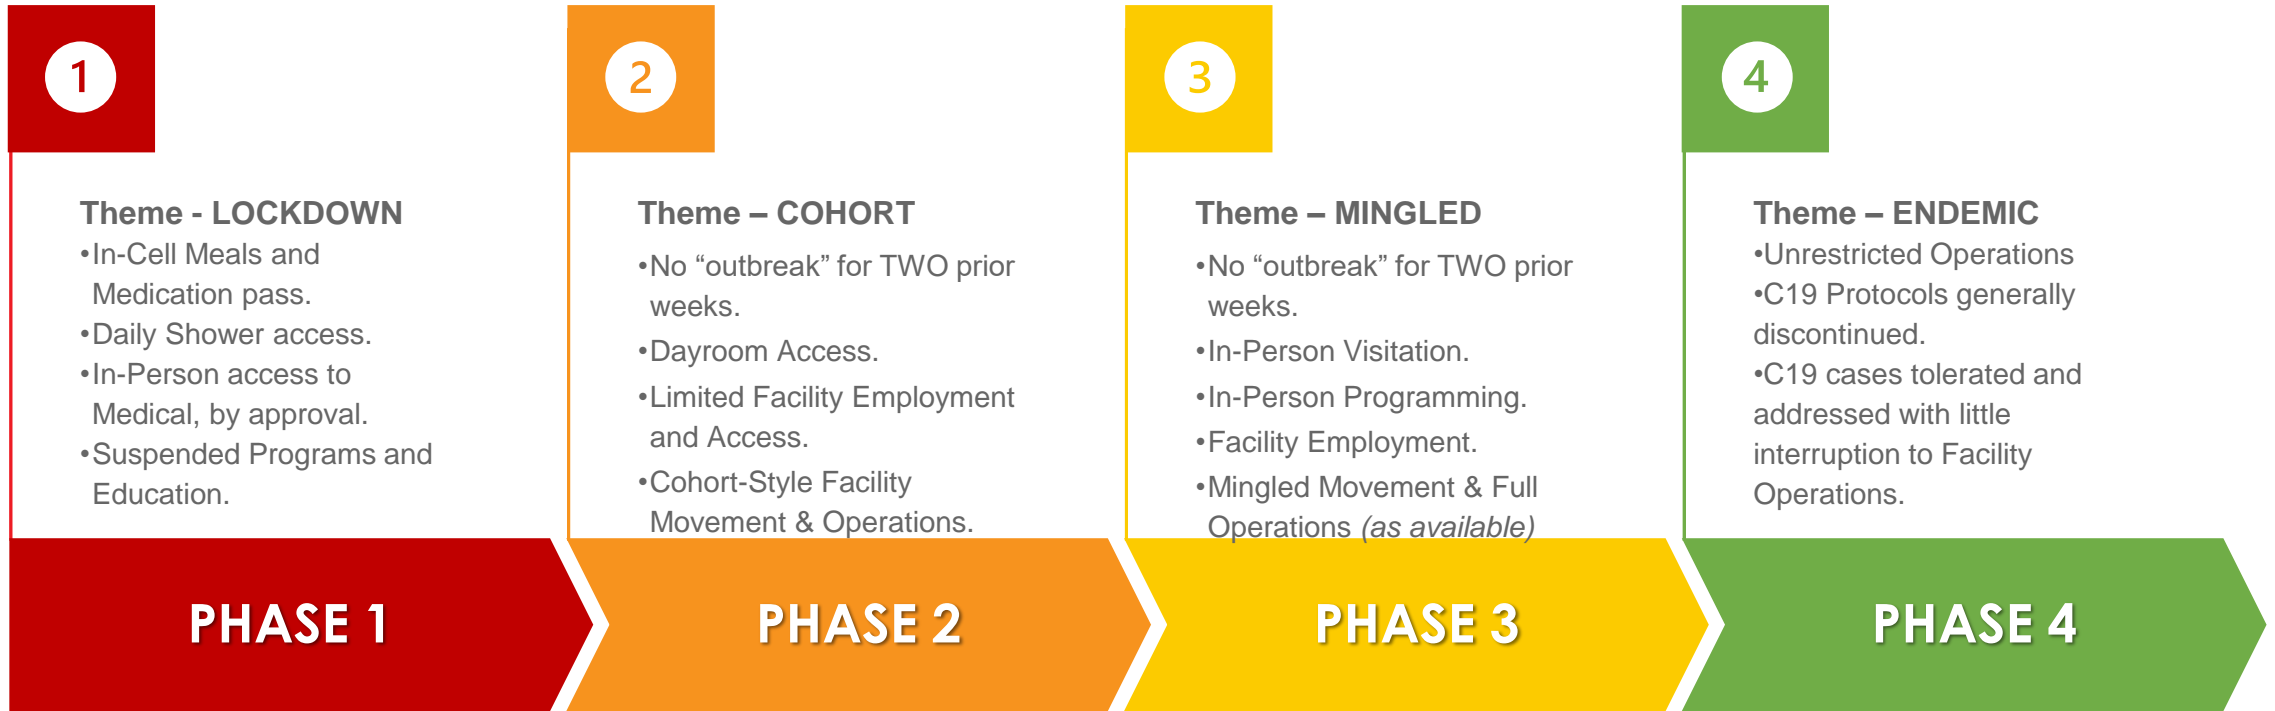 1
Theme - LOCKDOWN
•In-Cell Meals and
Medication pass.
•Daily Shower access.
•In-Person access to
Medical, by approval.
•Suspended Programs and
Education.
PHASE 1
2
Theme – COHORT
•No “outbreak” for TWO prior
weeks.
•Dayroom Access.
•Limited Facility Employment
and Access.
•Cohort-Style Facility
Movement & Operations.
PHASE 2
3
Theme – MINGLED
•No “outbreak” for TWO prior
weeks.
•In-Person Visitation.
•In-Person Programming.
•Facility Employment.
•Mingled Movement & Full
Operations (as available)
PHASE 3
4
Theme – ENDEMIC
•Unrestricted Operations
•C19 Protocols generally
discontinued.
•C19 cases tolerated and
addressed with little
interruption to Facility
Operations.
PHASE 4